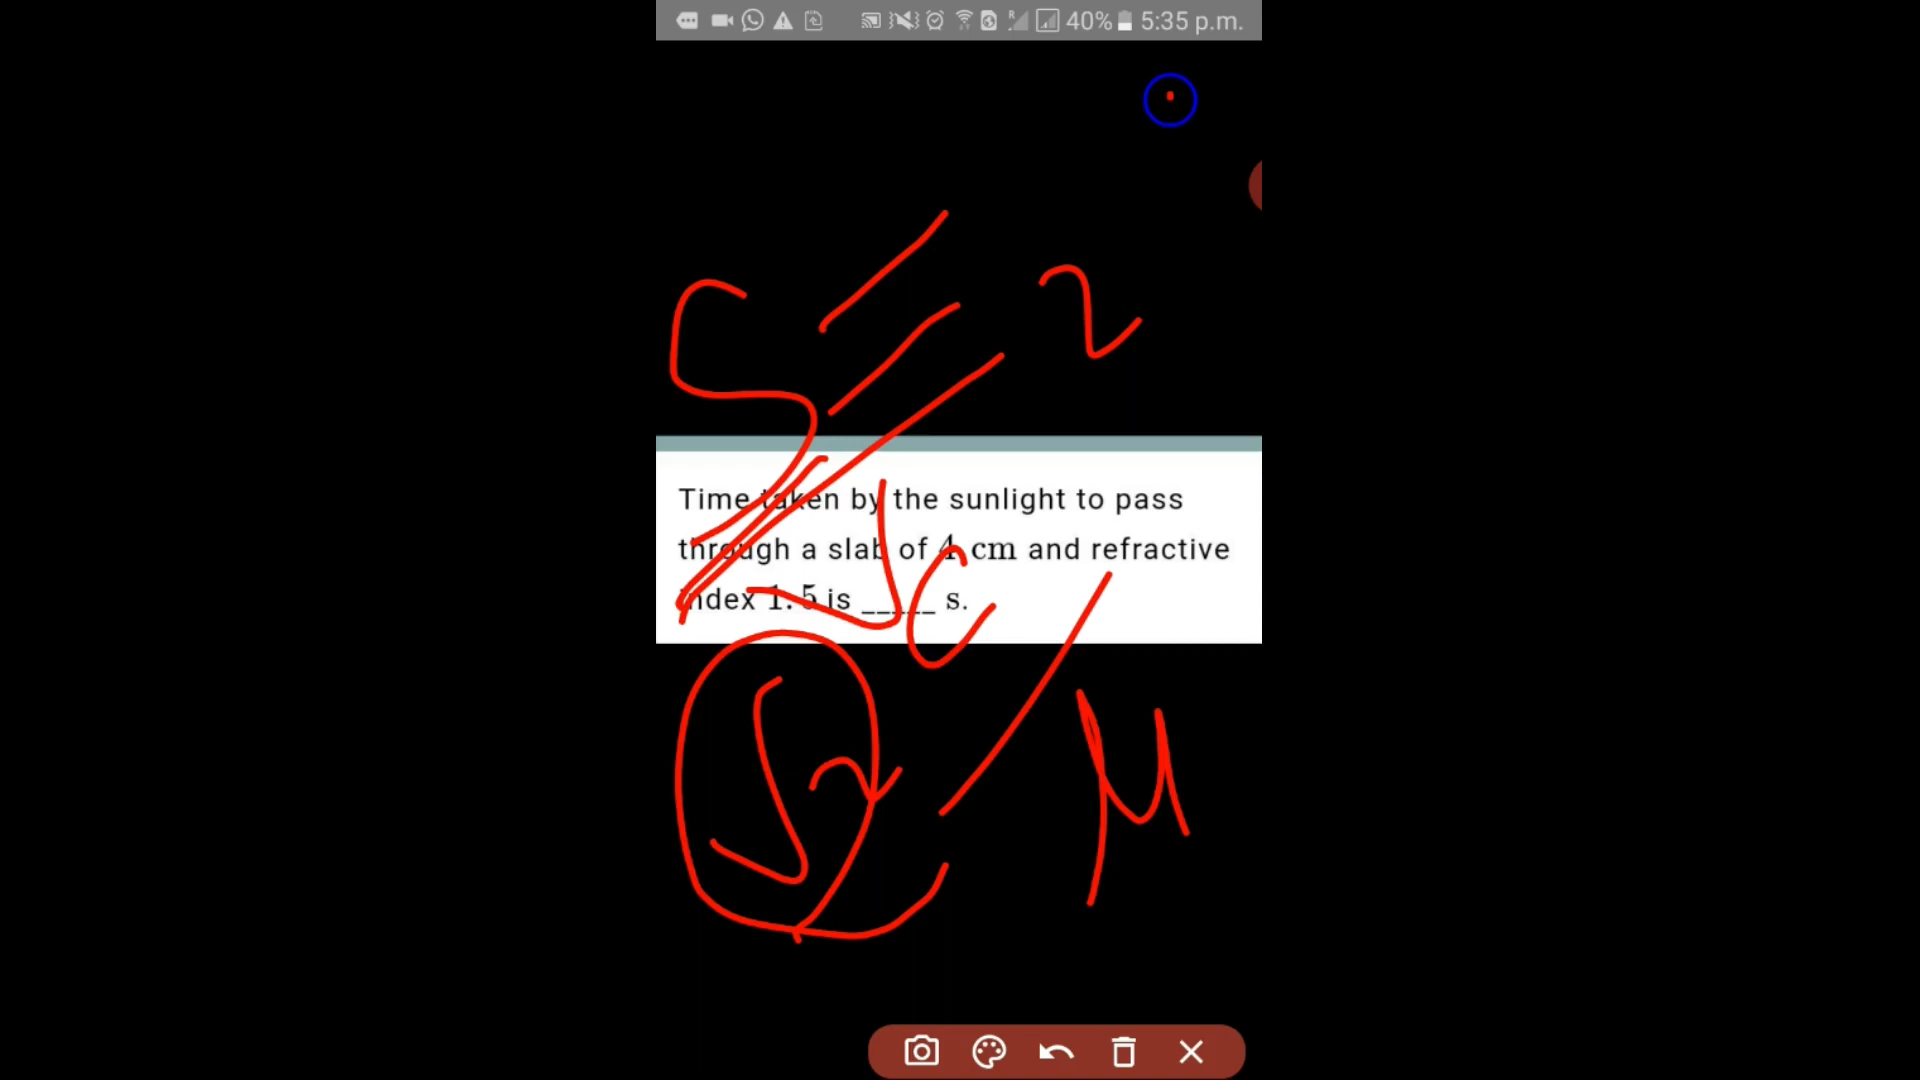 40% 5:35 p.m.
S = 2
Time taken by the sunlight to pass
through a slab of 4 cm and refractive
index 1.5 is _____ s.